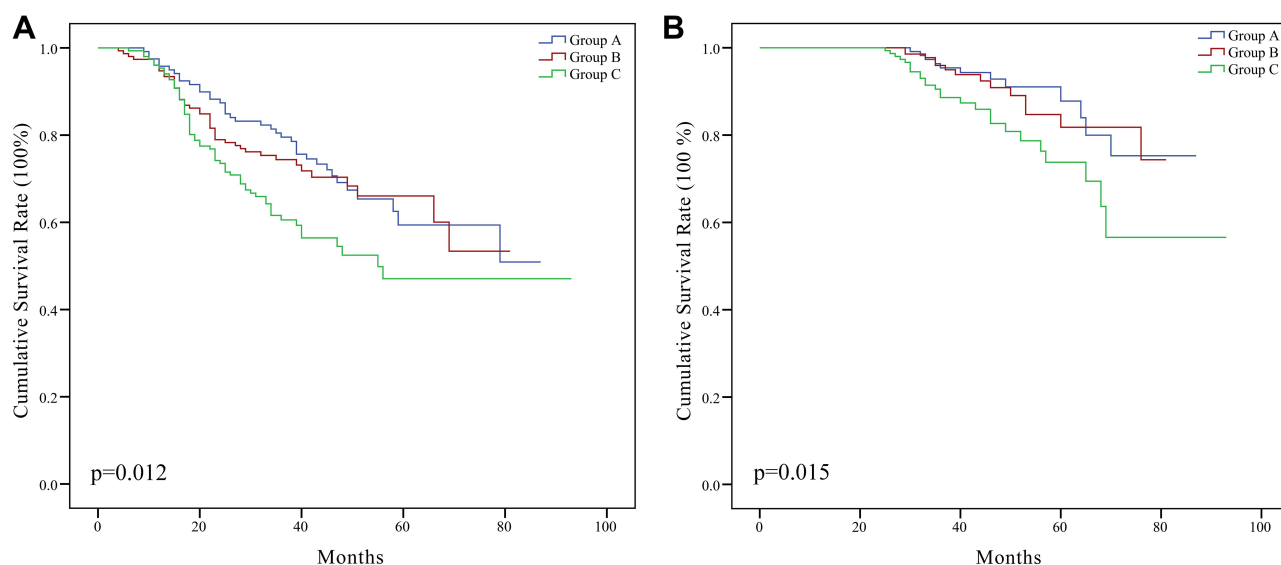 A
Cumulative Survival Rate (100%)
1.0
0.8
0.6
0.4
0.2
0.0
Group A
Group B
Group C
p=0.012
0 20 40 60 80 100
Months
B
Cumulative Survival Rate (100 %)
1.0
0.8
0.6
0.4
0.2
0.0
Group A
Group B
Group C
p=0.015
0 20 40 60 80 100
Months